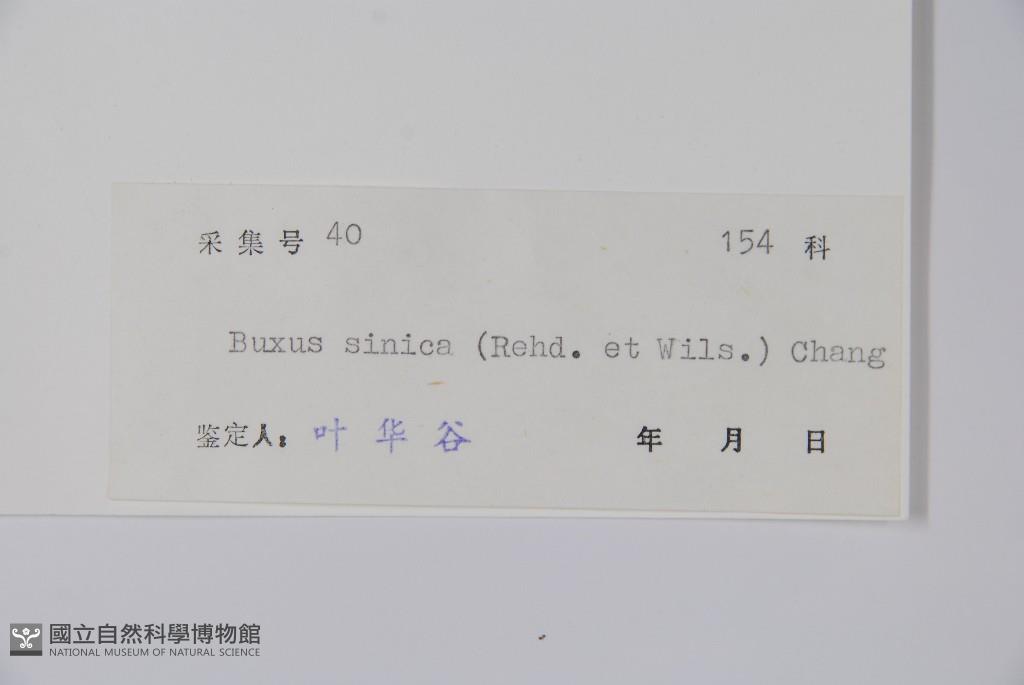 采集号 40 154 科
Buxus sinica (Rehd. et Wils.) Chang
鉴定人: 叶华谷 年 月 日
國立自然科學博物館
NATIONAL MUSEUM OF NATURAL SCIENCE